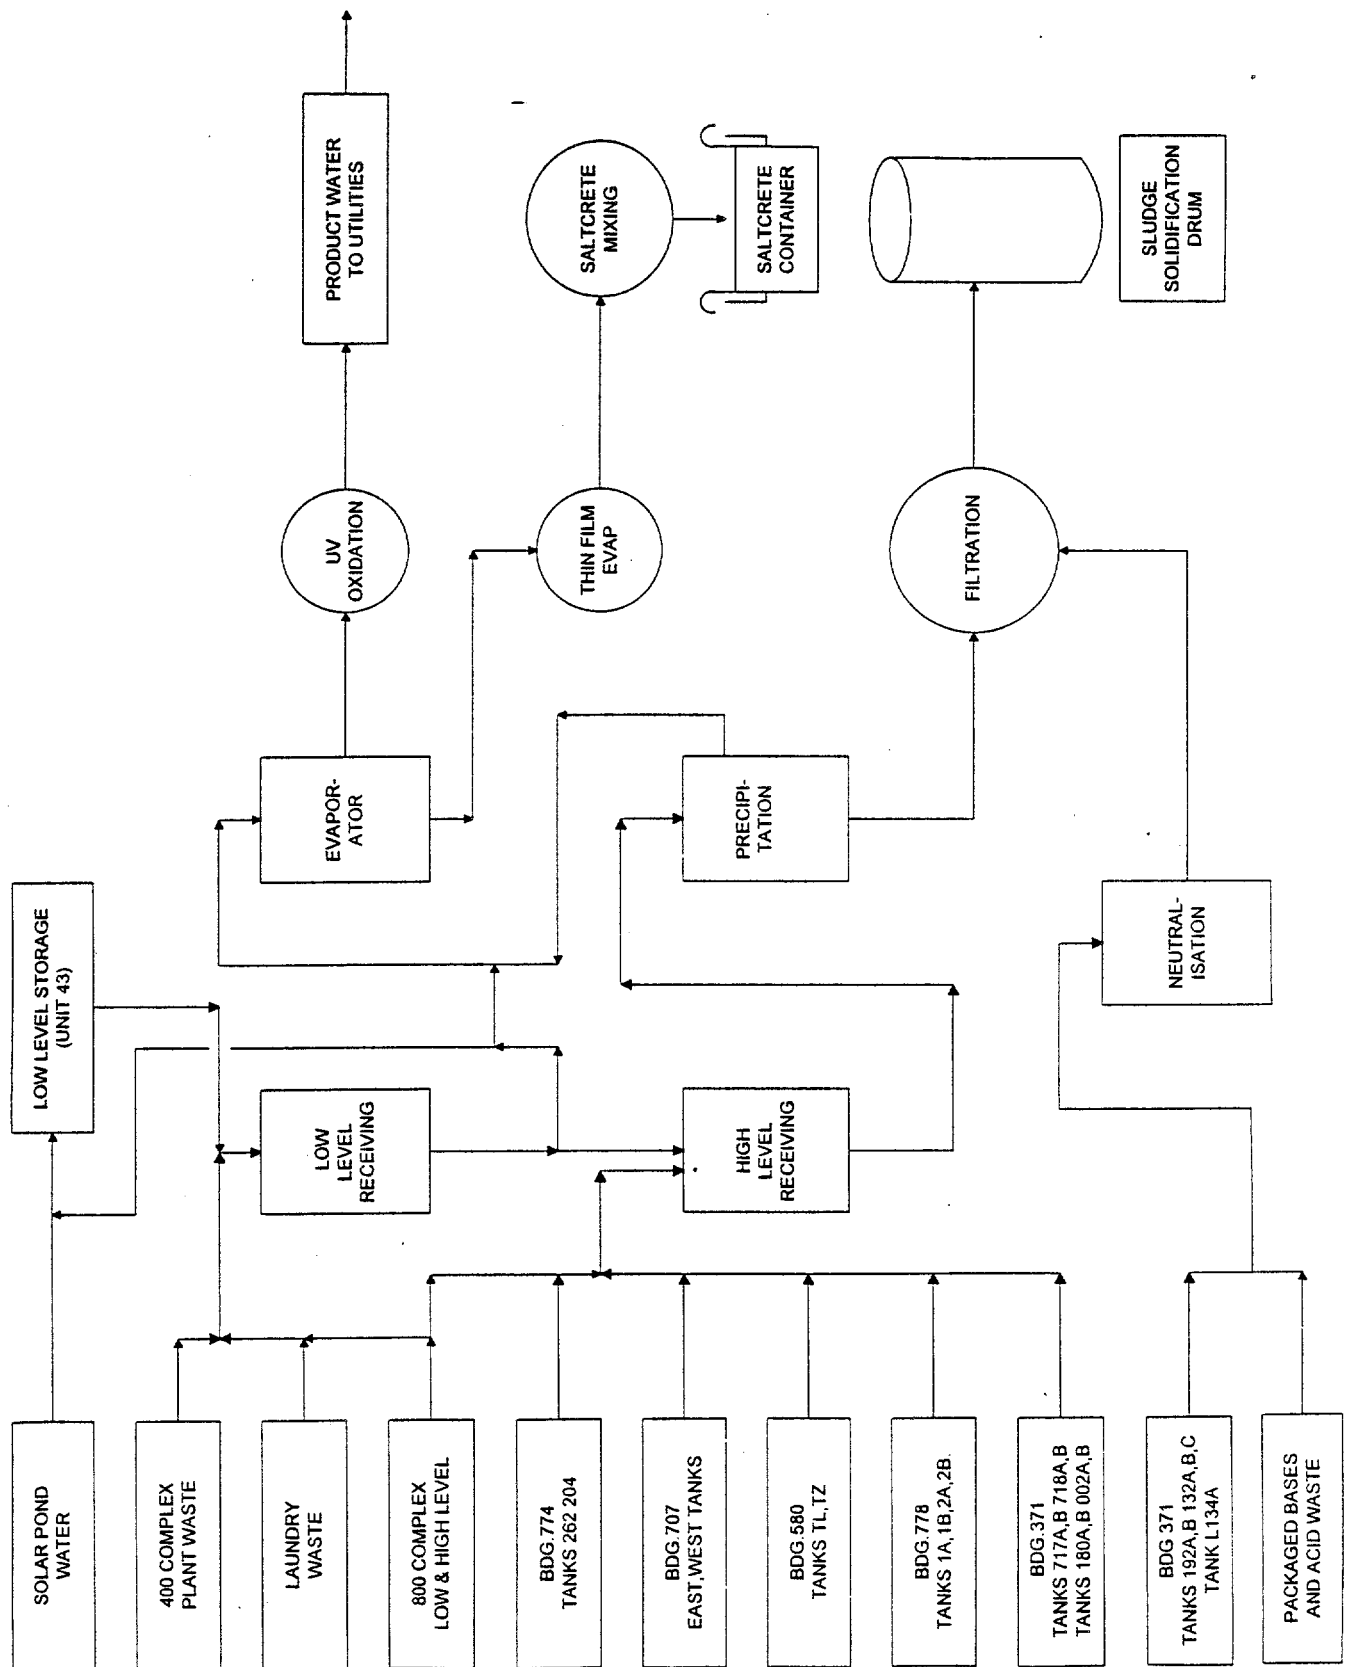 SOLAR POND
WATER
400 COMPLEX
PLANT WASTE
LAUNDRY
WASTE
800 COMPLEX
LOW & HIGH LEVEL
BDG.774
TANKS 262 204
BDG.707
EAST,WEST TANKS
BDG.580
TANKS TL,TZ
BDG.778
TANKS 1A,1B,2A,2B.
BDG.371
TANKS 717A,B 718A,B
TANKS 180A,B 002A,B
BDG 371
TANKS 192A,B 132A,B,C
TANK L134A
PACKAGED BASES
AND ACID WASTE
LOW LEVEL STORAGE
(UNIT 43)
LOW
LEVEL
RECEIVING
HIGH
LEVEL
RECEIVING
EVAPOR-
ATOR
PRECIPI-
TATION
NEUTRAL-
ISATION
UV
OXIDATION
THIN FILM
EVAP
FILTRATION
PRODUCT WATER
TO UTILITIES
SALTCRETE
MIXING
SALTCRETE
CONTAINER
SLUDGE
SOLIDIFICATION
DRUM